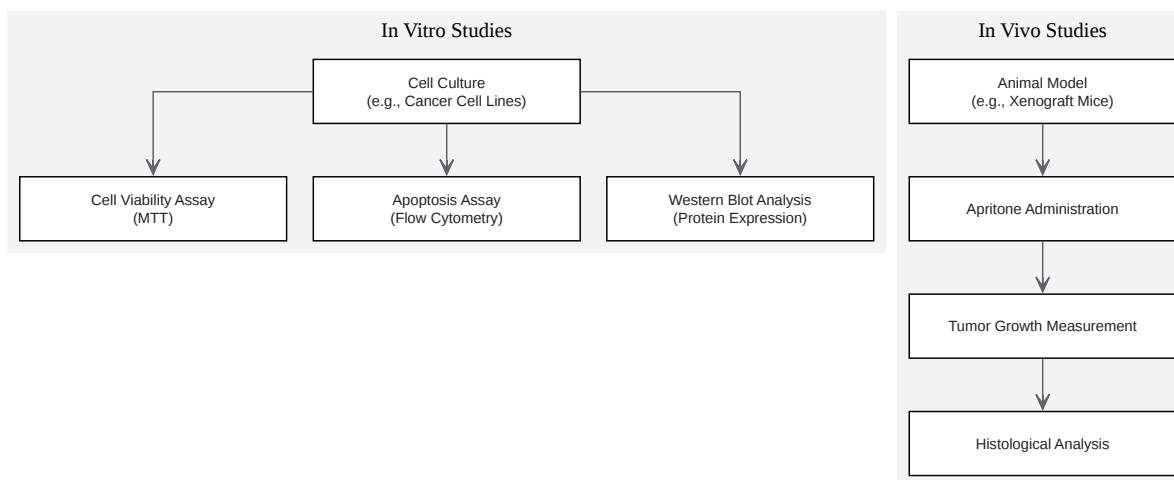 In Vitro Studies
Cell Culture
(e.g., Cancer Cell Lines)
Cell Viability Assay
(MTT)
Apoptosis Assay
(Flow Cytometry)
Western Blot Analysis
(Protein Expression)
In Vivo Studies
Animal Model
(e.g., Xenograft Mice)
Apritone Administration
Tumor Growth Measurement
Histological Analysis